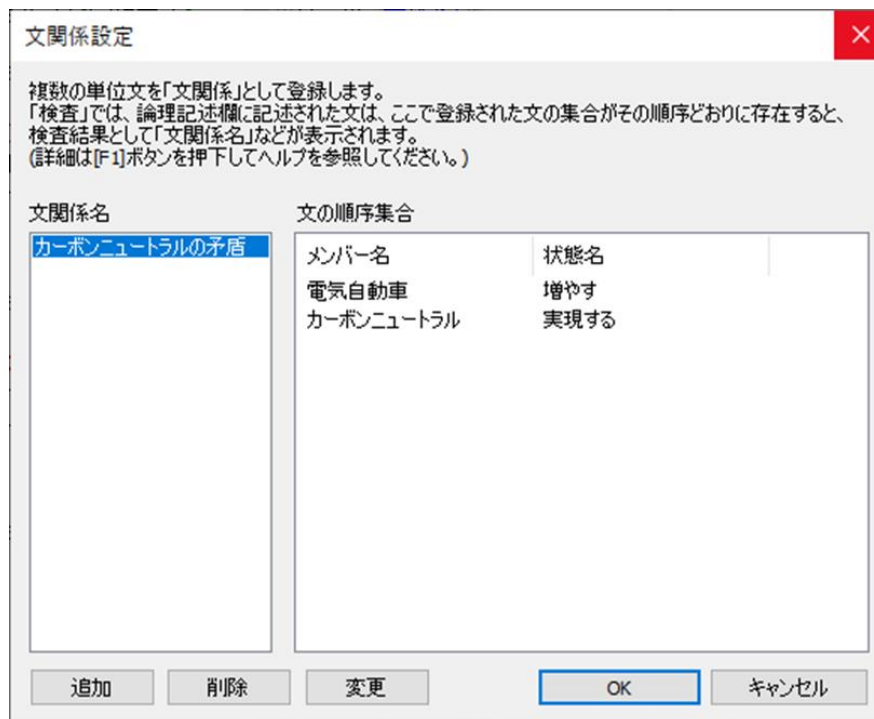 文関係設定
複数の単位文を「文関係」として登録します。
「検査」では、論理記述欄に記述された文は、ここで登録された文の集合がその順序どおりに存在すると、
検査結果として「文関係名」などが表示されます。
(詳細は[F1]ボタンを押下してヘルプを参照してください。)
文関係名
文の順序集合
カーボンニュートラルの矛盾
メンバー名 状態名
電気自動車 増やす
カーボンニュートラル 実現する
追加 削除 変更 OK キャンセル